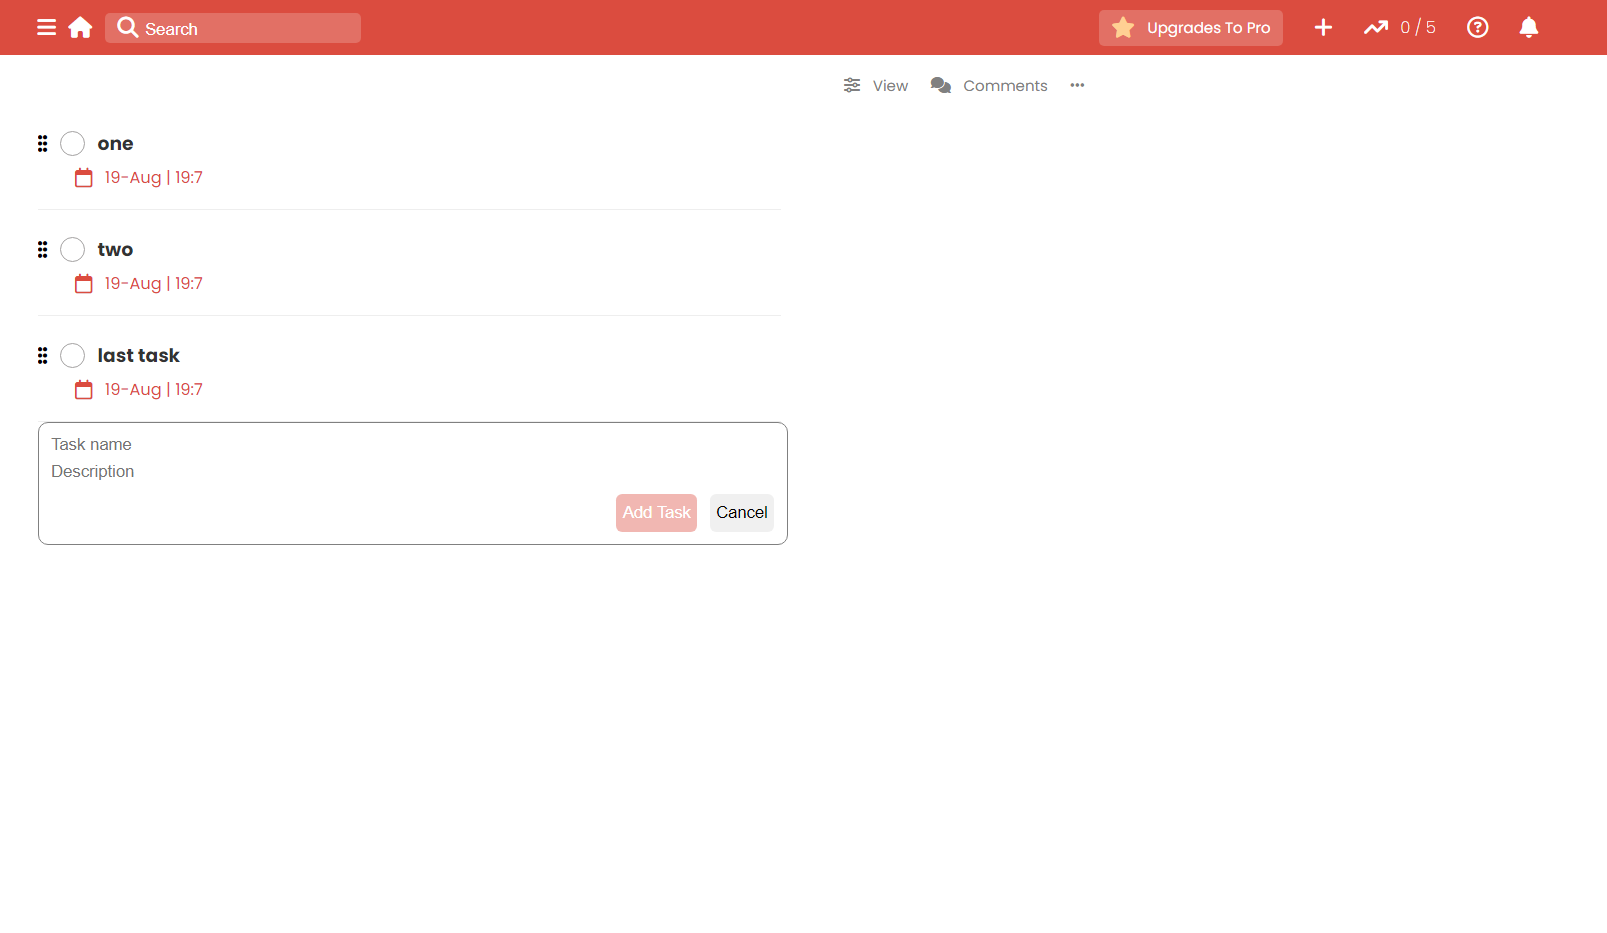 Search Upgrades To Pro 0 / 5
View Comments
one
19-Aug | 19:7
two
19-Aug | 19:7
last task
19-Aug | 19:7
Task name
Description
Add Task Cancel